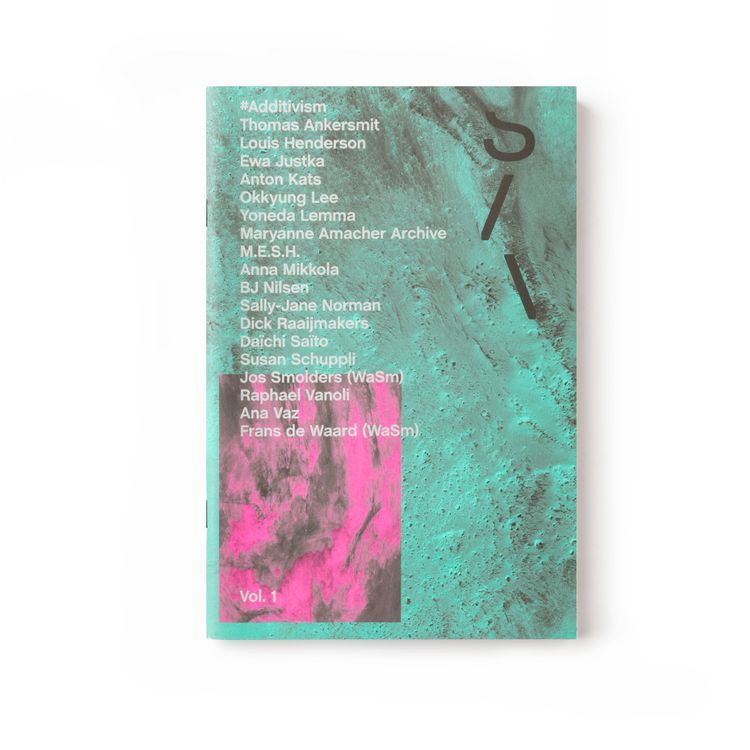 #Additivism
Thomas Ankersmit
Louis Henderson
Ewa Justka
Anton Kats
Okkyung Lee
Yoneda Lemma
Maryanne Amacher Archive
M.E.S.H.
Anna Mikkola
BJ Nilsen
Sally-Jane Norman
Dick Raaijmakers
Daïchi Saïto
Susan Schuppli
Jos Smolders (WaSm)
Raphael Vanoli
Ana Vaz
Frans de Waard (WaSm)
Vol. 1
S/\